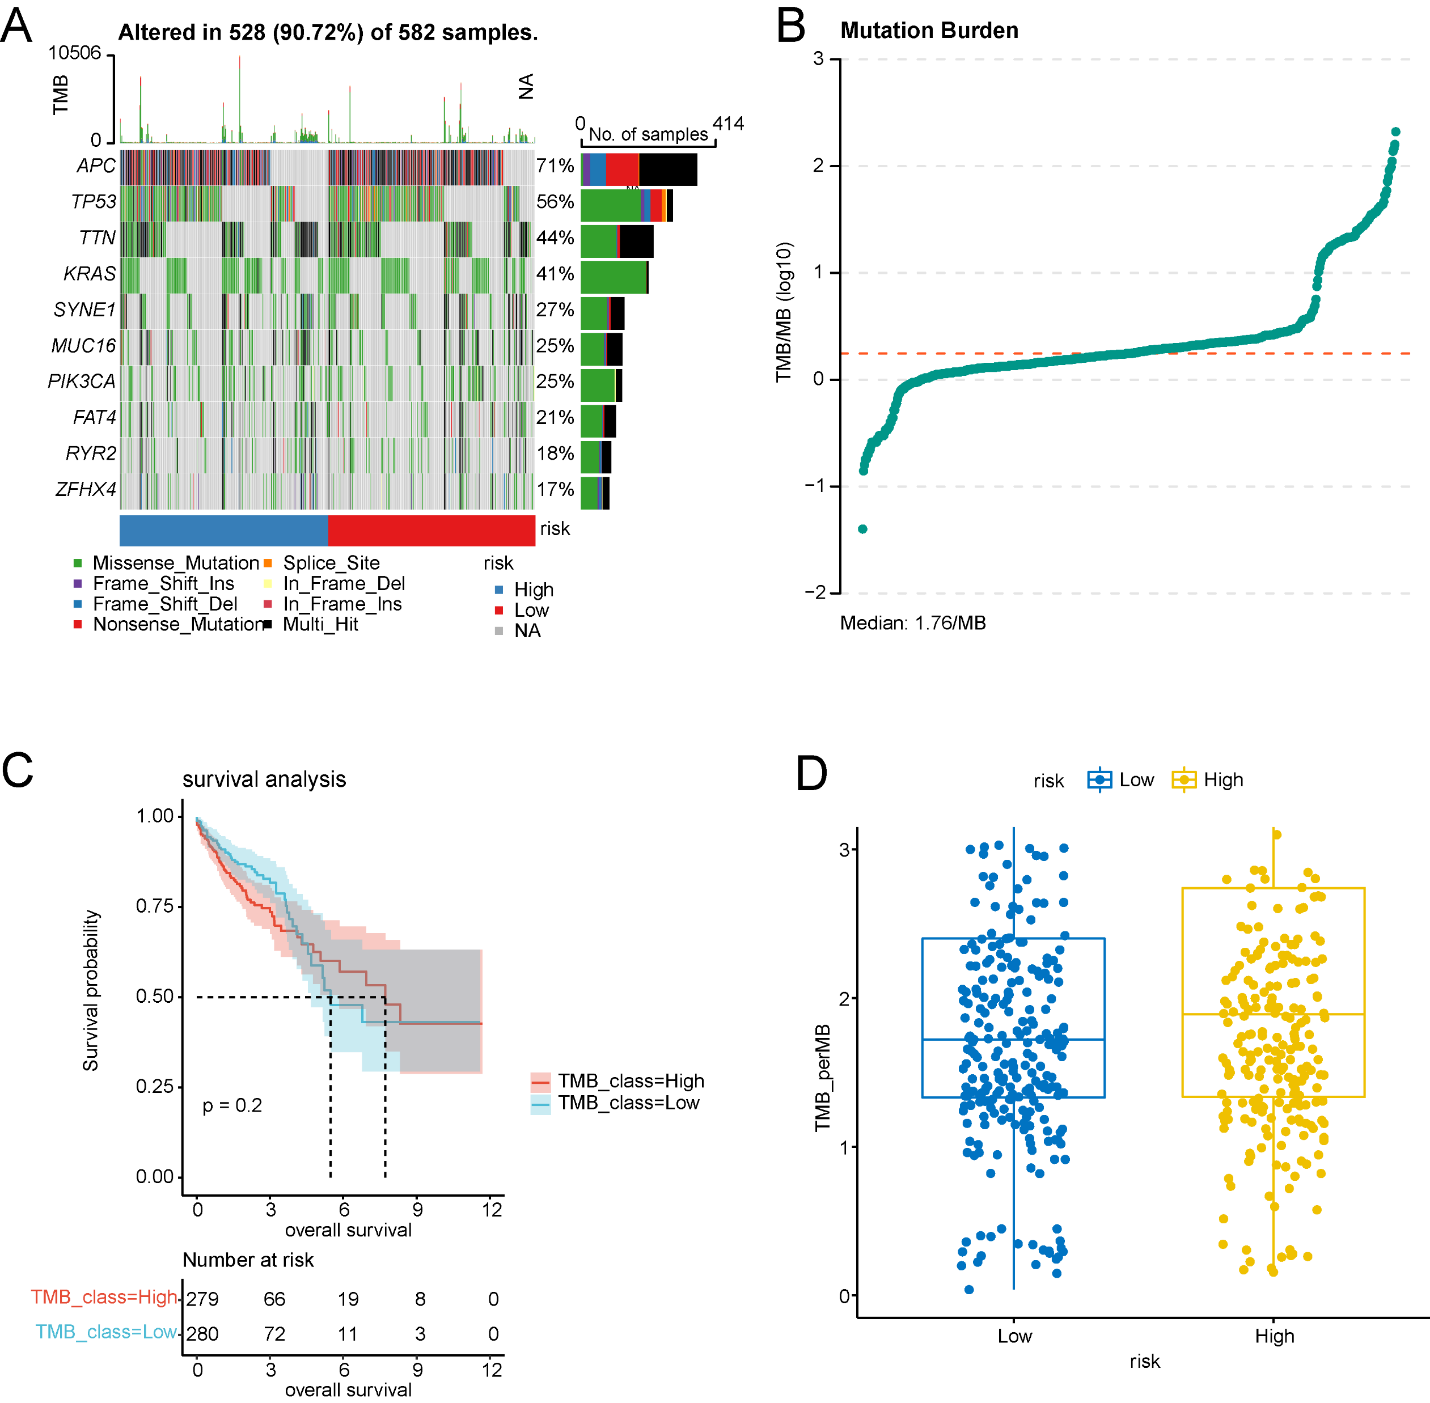 A
Altered in 528 (90.72%) of 582 samples.
10506
TMB
0
NA
0
No. of samples
414
APC 71%
TP53 56%
TTN 44%
KRAS 41%
SYNE1 27%
MUC16 25%
PIK3CA 25%
FAT4 21%
RYR2 18%
ZFHX4 17%
risk
Missense_Mutation
Frame_Shift_Ins
Frame_Shift_Del
Nonsense_Mutation
Splice_Site
In_Frame_Del
In_Frame_Ins
Multi_Hit
risk
High
Low
NA
B
Mutation Burden
TMB/MB (log10)
3
2
1
0
−1
−2
Median: 1.76/MB
C
survival analysis
Survival probability
1.00
0.75
0.50
0.25
0.00
p = 0.2
0 3 6 9 12
overall survival
TMB_class=High
TMB_class=Low
Number at risk
TMB_class=High 279 66 19 8 0
TMB_class=Low 280 72 11 3 0
0 3 6 9 12
overall survival
D
risk Low High
TMB_perMB
3
2
1
0
Low High
risk